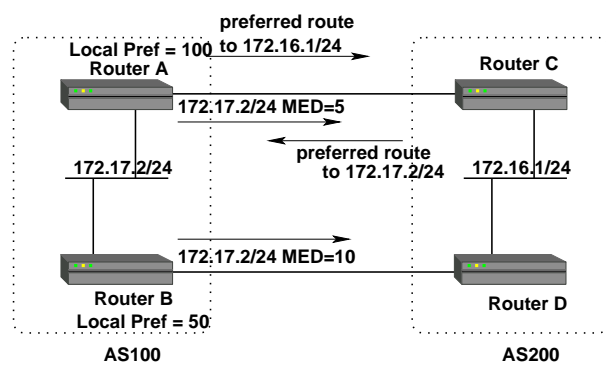 preferred route
to 172.16.1/24
Local Pref = 100
Router A
Router C
172.17.2/24 MED=5
preferred route
to 172.17.2/24
172.17.2/24
172.16.1/24
172.17.2/24 MED=10
Router B
Local Pref = 50
Router D
AS100
AS200